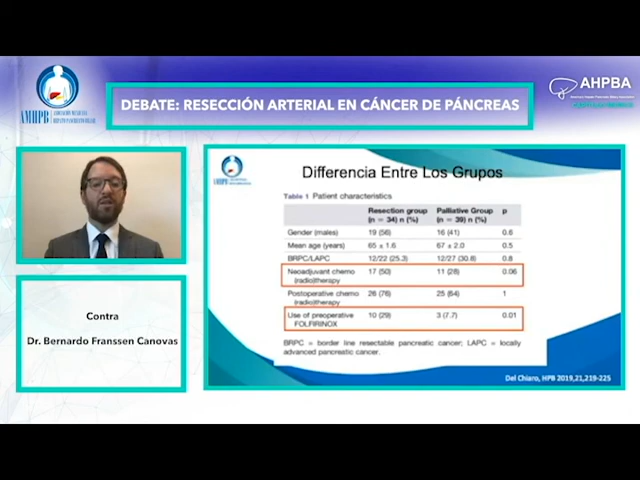 AMHPB
ASOCIACIÓN MEXICANA
AHPBA
DEBATE: RESECCIÓN ARTERIAL EN CÁNCER DE PÁNCREAS
Differencia Entre Los Grupos
Table 1 Patient characteristics
Resection group (n = 34) n (%) Palliative Group (n = 39) n (%) p
Gender (males) 19 (56) 16 (41) 0.6
Mean age (years) 65 ± 1.6 67 ± 2.0 0.5
BRPC/LAPC 12/22 (25.3) 12/27 (30.8) 0.8
Neoadjuvant chemo (radio)therapy 17 (50) 11 (28) 0.06
Postoperative chemo (radio)therapy 26 (76) 25 (64) 1
Use of preoperative FOLFIRINOX 10 (29) 3 (7.7) 0.01
BRPC = border line resectable pancreatic cancer; LAPC = locally
advanced pancreatic cancer.
Del Chiaro, HPB 2019,21,219-225
Contra
Dr. Bernardo Franssen Canovas